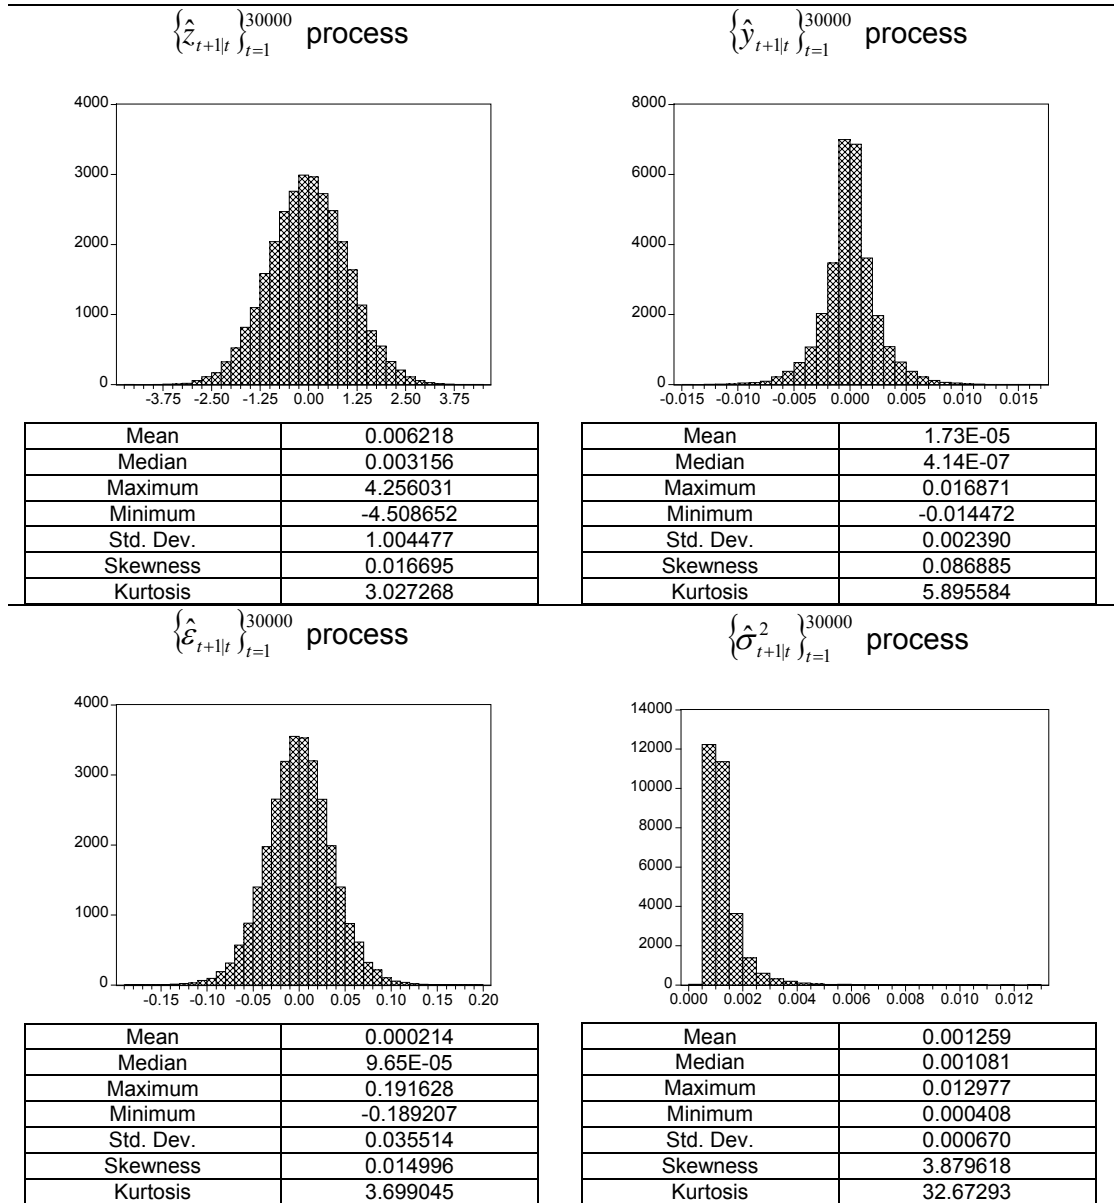 {ẑ_{t+1|t}}_{t=1}^{30000} process
4000
3000
2000
1000
0
-3.75 -2.50 -1.25 0.00 1.25 2.50 3.75
Mean 0.006218
Median 0.003156
Maximum 4.256031
Minimum -4.508652
Std. Dev. 1.004477
Skewness 0.016695
Kurtosis 3.027268
{ŷ_{t+1|t}}_{t=1}^{30000} process
8000
6000
4000
2000
0
-0.015 -0.010 -0.005 0.000 0.005 0.010 0.015
Mean 1.73E-05
Median 4.14E-07
Maximum 0.016871
Minimum -0.014472
Std. Dev. 0.002390
Skewness 0.086885
Kurtosis 5.895584
{ε̂_{t+1|t}}_{t=1}^{30000} process
4000
3000
2000
1000
0
-0.15 -0.10 -0.05 0.00 0.05 0.10 0.15 0.20
Mean 0.000214
Median 9.65E-05
Maximum 0.191628
Minimum -0.189207
Std. Dev. 0.035514
Skewness 0.014996
Kurtosis 3.699045
{σ̂²_{t+1|t}}_{t=1}^{30000} process
14000
12000
10000
8000
6000
4000
2000
0
0.000 0.002 0.004 0.006 0.008 0.010 0.012
Mean 0.001259
Median 0.001081
Maximum 0.012977
Minimum 0.000408
Std. Dev. 0.000670
Skewness 3.879618
Kurtosis 32.67293